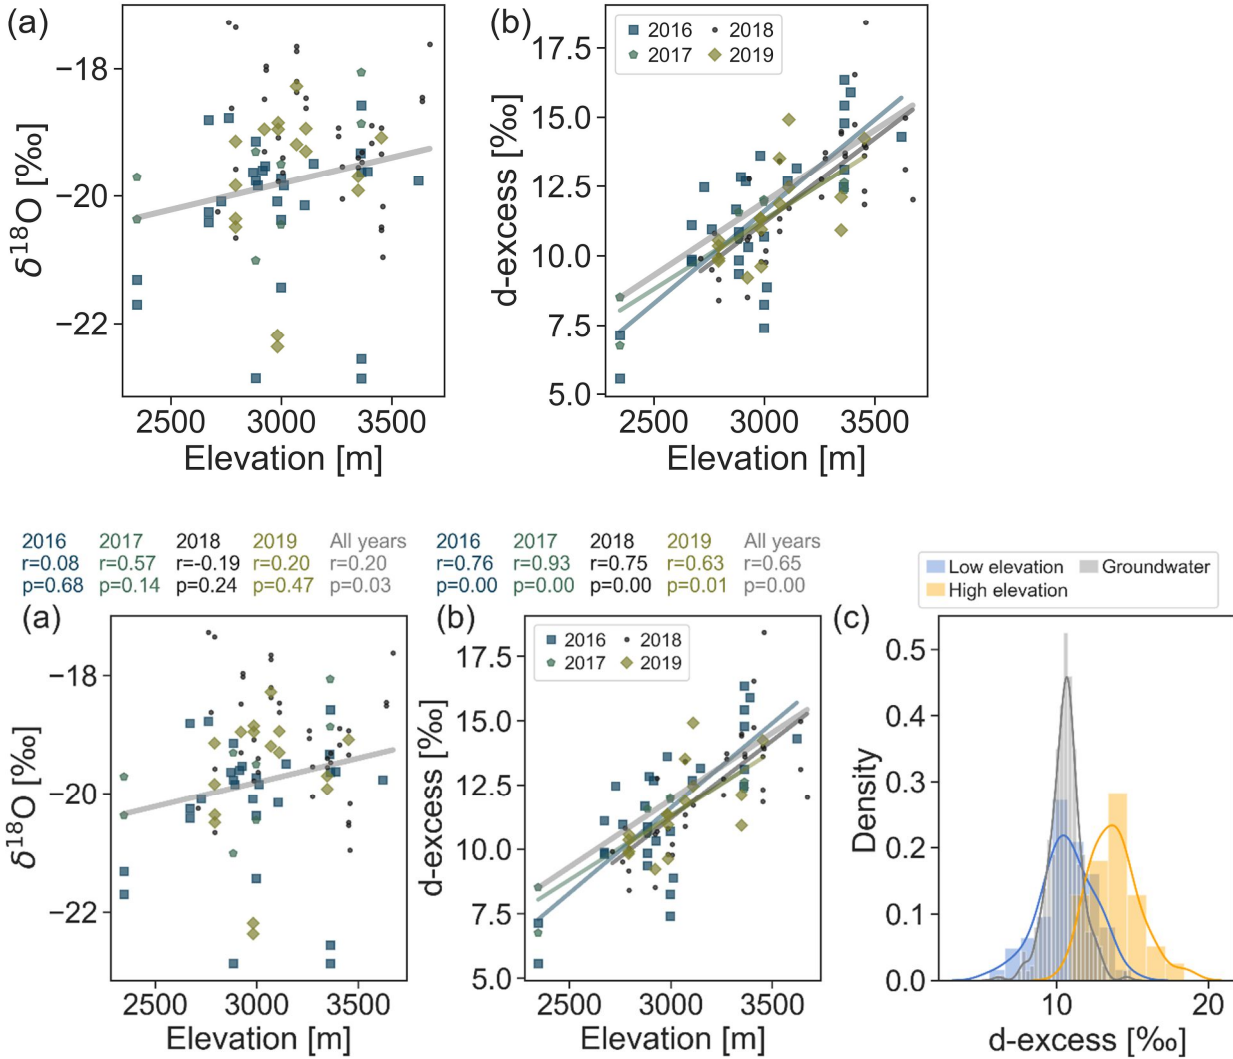 (a)
−18
−20
−22
δ¹⁸O [‰]
2500 3000 3500
Elevation [m]
(b)
2016 2018
2017 2019
17.5
15.0
12.5
10.0
7.5
5.0
d-excess [‰]
2500 3000 3500
Elevation [m]
2016 2017 2018 2019 All years
r=0.08 r=0.57 r=-0.19 r=0.20 r=0.20
p=0.68 p=0.14 p=0.24 p=0.47 p=0.03
(a)
−18
−20
−22
δ¹⁸O [‰]
2500 3000 3500
Elevation [m]
2016 2017 2018 2019 All years
r=0.76 r=0.93 r=0.75 r=0.63 r=0.65
p=0.00 p=0.00 p=0.00 p=0.01 p=0.00
(b)
2016 2018
2017 2019
17.5
15.0
12.5
10.0
7.5
5.0
d-excess [‰]
2500 3000 3500
Elevation [m]
Low elevation Groundwater
High elevation
(c)
0.5
0.4
0.3
0.2
0.1
0.0
Density
10 20
d-excess [‰]